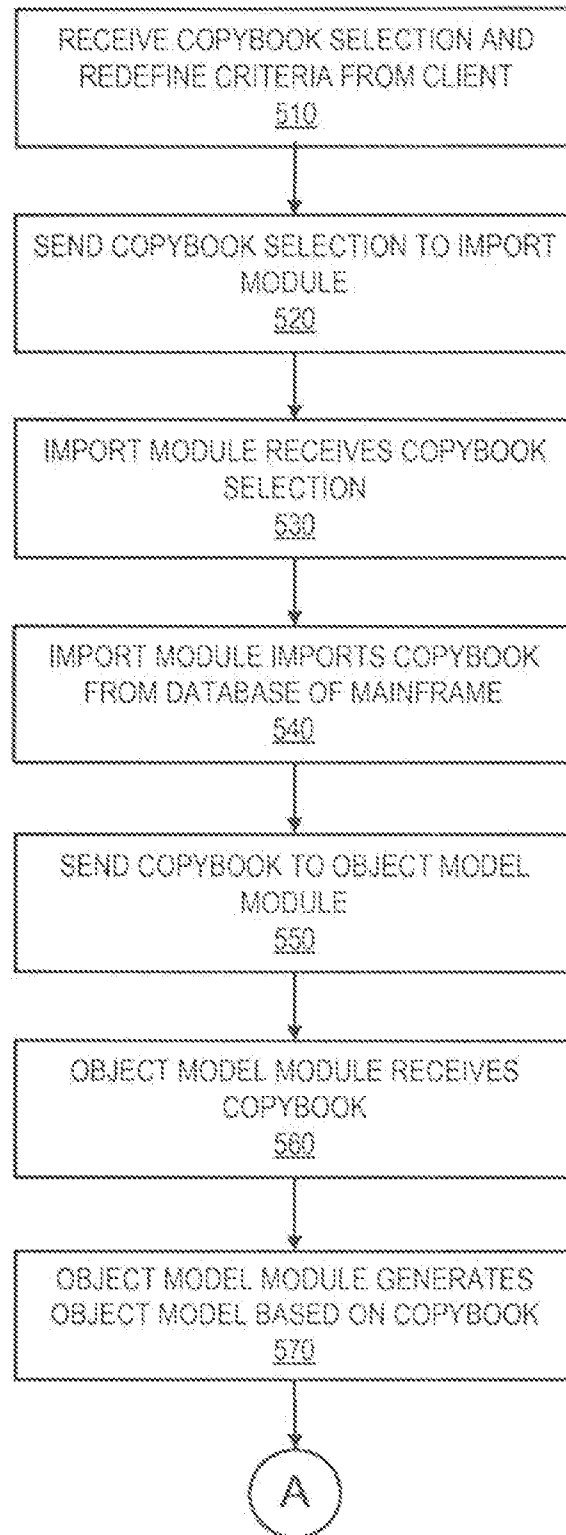 RECEIVE COPYBOOK SELECTION AND
REDEFINE CRITERIA FROM CLIENT
510
SEND COPYBOOK SELECTION TO IMPORT
MODULE
520
IMPORT MODULE RECEIVES COPYBOOK
SELECTION
530
IMPORT MODULE IMPORTS COPYBOOK
FROM DATABASE OF MAINFRAME
540
SEND COPYBOOK TO OBJECT MODEL
MODULE
550
OBJECT MODEL MODULE RECEIVES
COPYBOOK
560
OBJECT MODEL MODULE GENERATES
OBJECT MODEL BASED ON COPYBOOK
570
A